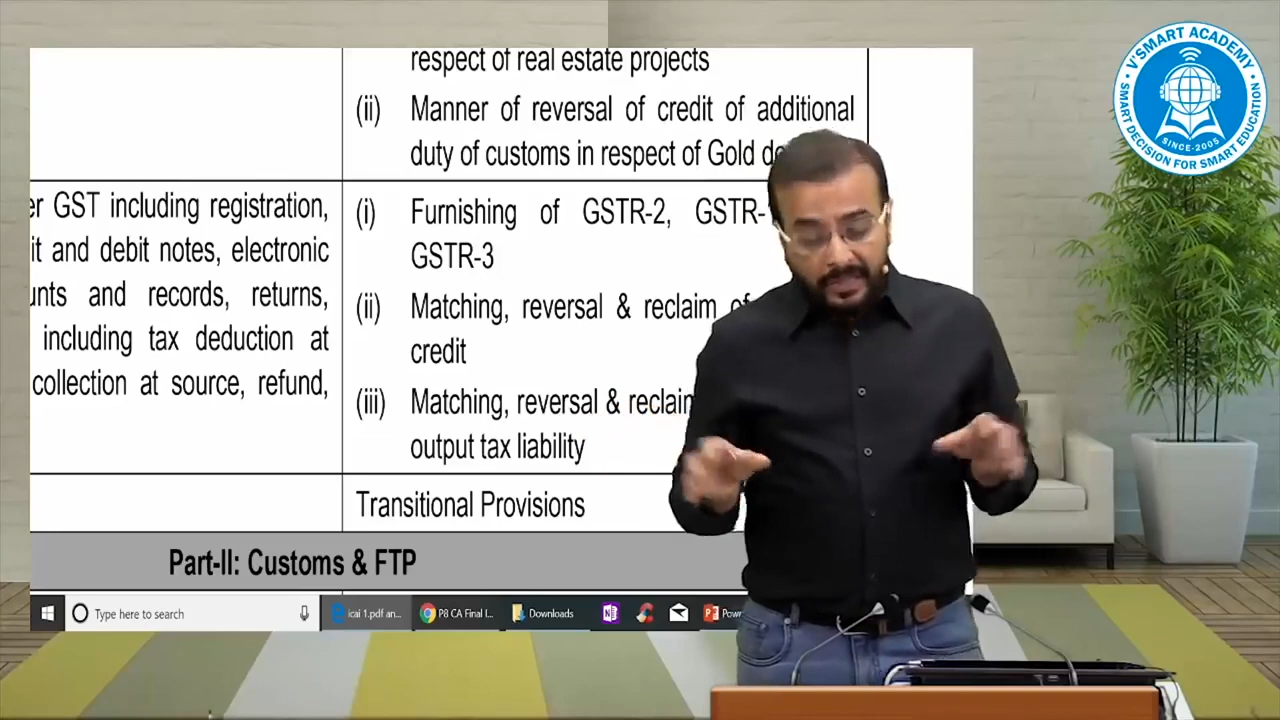 respect of real estate projects
(ii) Manner of reversal of credit of additional
duty of customs in respect of Gold
er GST including registration,
it and debit notes, electronic
unts and records, returns,
including tax deduction at
collection at source, refund,
(i) Furnishing of GSTR-2, GSTR-
GSTR-3
(ii) Matching, reversal & reclaim
credit
(iii) Matching, reversal & reclaim
output tax liability
Transitional Provisions
Part-II: Customs & FTP
Type here to search
icai 1.pdf an...
P8 CA Final I...
Downloads
V'SMART ACADEMY
SINCE-2005
SMART DECISION FOR SMART EDUCATION